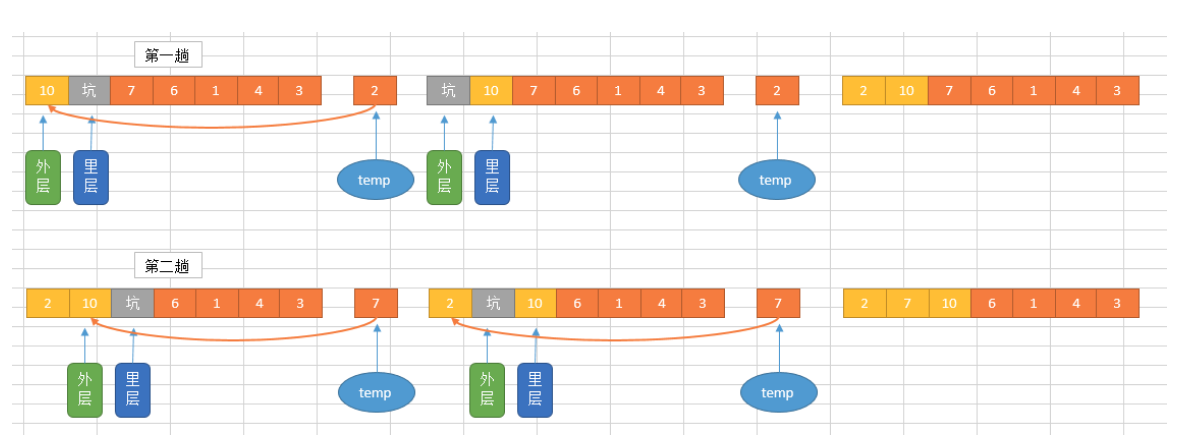 第一趟
10 坑 7 6 1 4 3 2 坑 10 7 6 1 4 3 2 2 10 7 6 1 4 3
外层 里层 temp 外层 里层 temp
第二趟
2 10 坑 6 1 4 3 7 2 坑 10 6 1 4 3 7 2 7 10 6 1 4 3
外层 里层 temp 外层 里层 temp